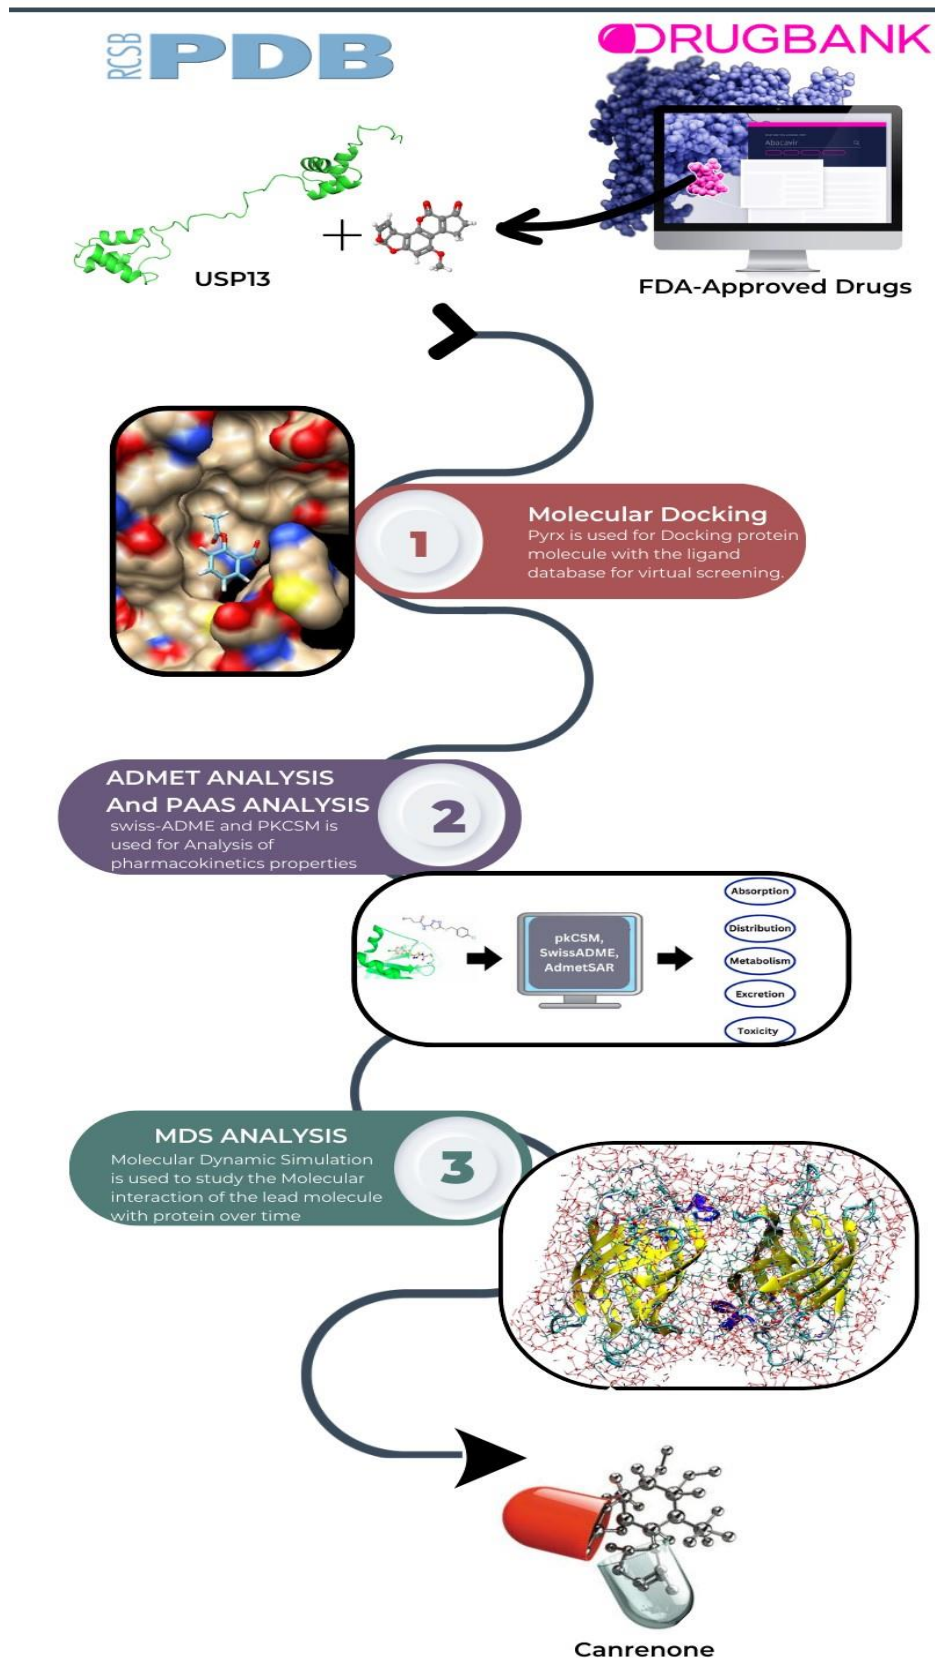 RCSB
PDB
DRUGBANK
Abacavir
USP13
FDA-Approved Drugs
1
Molecular Docking
Pyrx is used for Docking protein
molecule with the ligand
database for virtual screening.
ADMET ANALYSIS
And PAAS ANALYSIS
swiss-ADME and PKCSM is
used for Analysis of
pharmacokinetics properties
2
pkCSM,
SwissADME,
AdmetSAR
Absorption
Distribution
Metabolism
Excretion
Toxicity
MDS ANALYSIS
Molecular Dynamic Simulation
is used to study the Molecular
interaction of the lead molecule
with protein over time
3
Canrenone